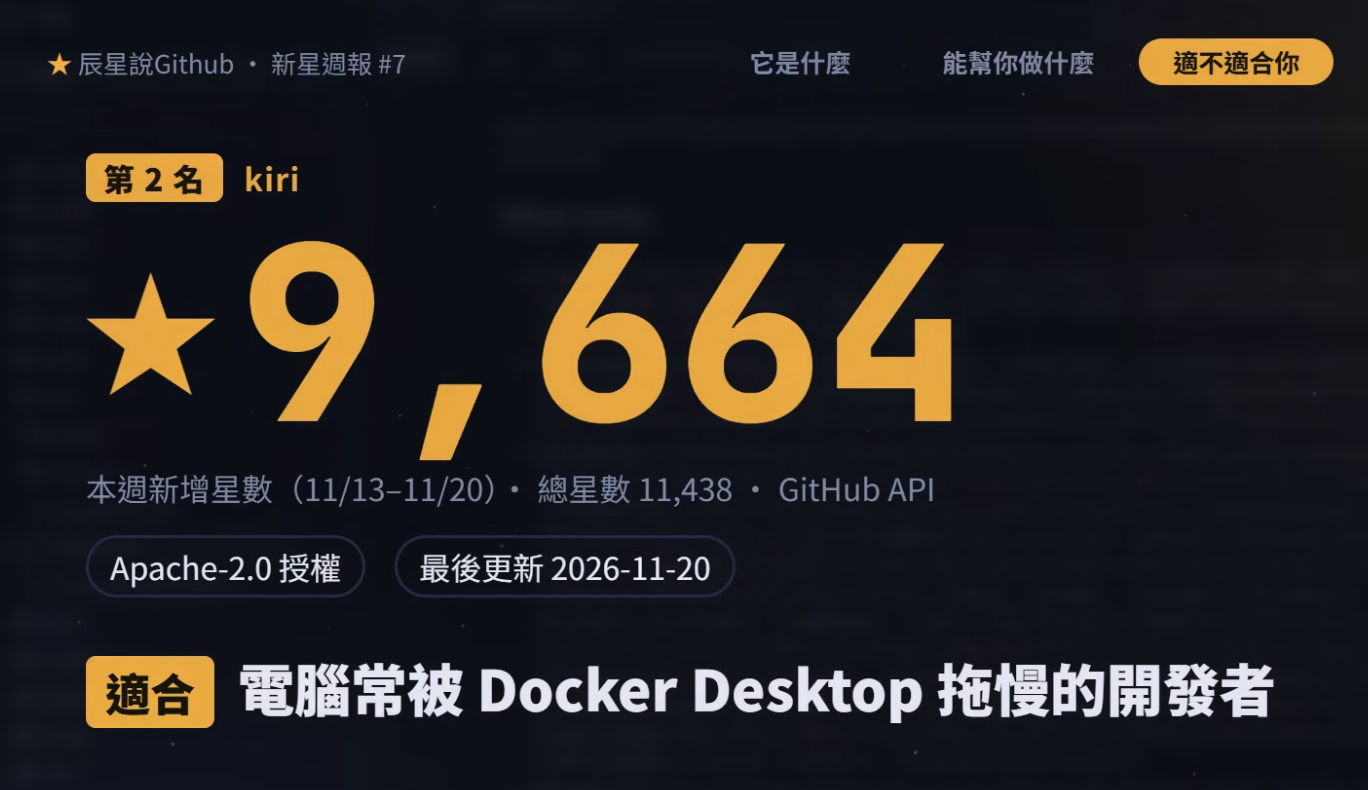 ★ 辰星說Github · 新星週報 #7
它是什麼 能幫你做什麼 適不適合你
第 2 名 kiri
★9,664
本週新增星數（11/13–11/20）· 總星數 11,438 · GitHub API
Apache-2.0 授權 最後更新 2026-11-20
適合 電腦常被 Docker Desktop 拖慢的開發者